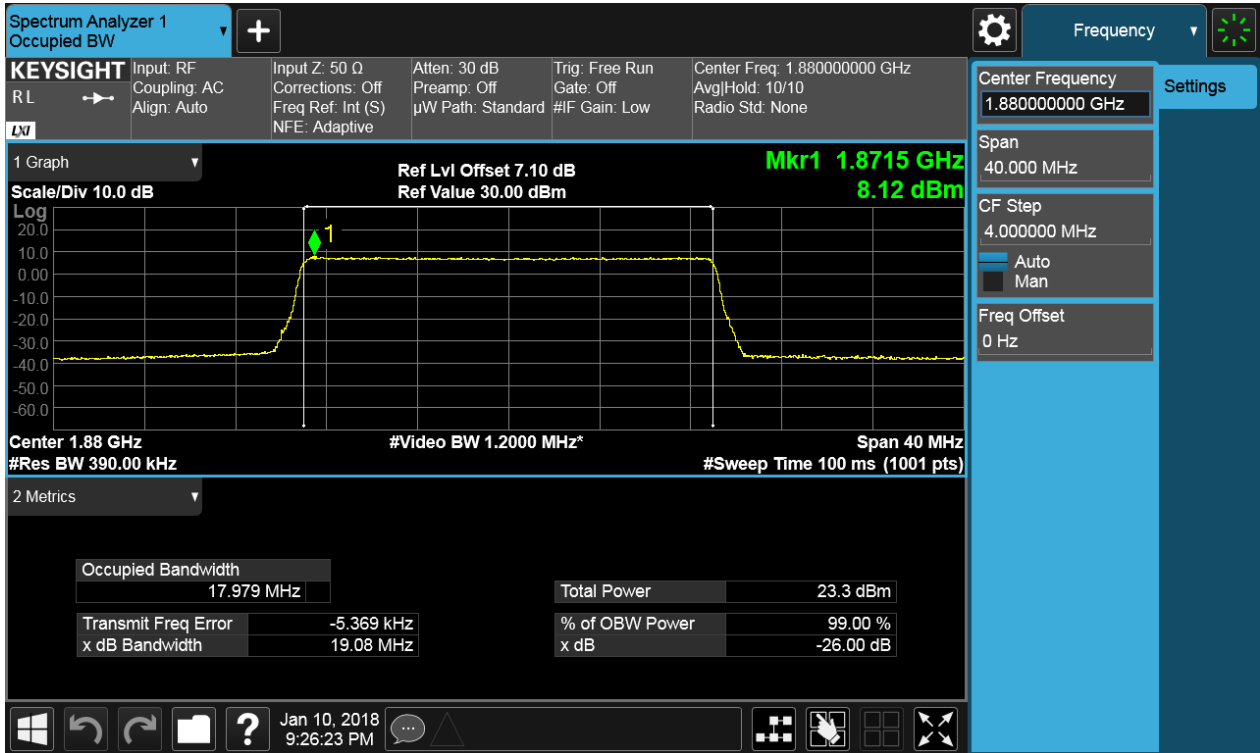 Spectrum Analyzer 1
Occupied BW
Frequency
KEYSIGHT
RL
LXI
Input: RF
Coupling: AC
Align: Auto
Input Z: 50 Ω
Corrections: Off
Freq Ref: Int (S)
NFE: Adaptive
Atten: 30 dB
Preamp: Off
µW Path: Standard
Trig: Free Run
Gate: Off
#IF Gain: Low
Center Freq: 1.880000000 GHz
Avg|Hold: 10/10
Radio Std: None
Center Frequency
1.880000000 GHz
Settings
Span
40.000 MHz
CF Step
4.000000 MHz
Auto
Man
Freq Offset
0 Hz
1 Graph
Scale/Div 10.0 dB
Ref Lvl Offset 7.10 dB
Ref Value 30.00 dBm
Mkr1 1.8715 GHz
8.12 dBm
Log
1
20.0
10.0
0.00
-10.0
-20.0
-30.0
-40.0
-50.0
-60.0
Center 1.88 GHz
#Video BW 1.2000 MHz*
Span 40 MHz
#Res BW 390.00 kHz
#Sweep Time 100 ms (1001 pts)
2 Metrics
Occupied Bandwidth
17.979 MHz
Total Power 23.3 dBm
Transmit Freq Error -5.369 kHz
% of OBW Power 99.00 %
x dB Bandwidth 19.08 MHz
x dB -26.00 dB
?
Jan 10, 2018
9:26:23 PM